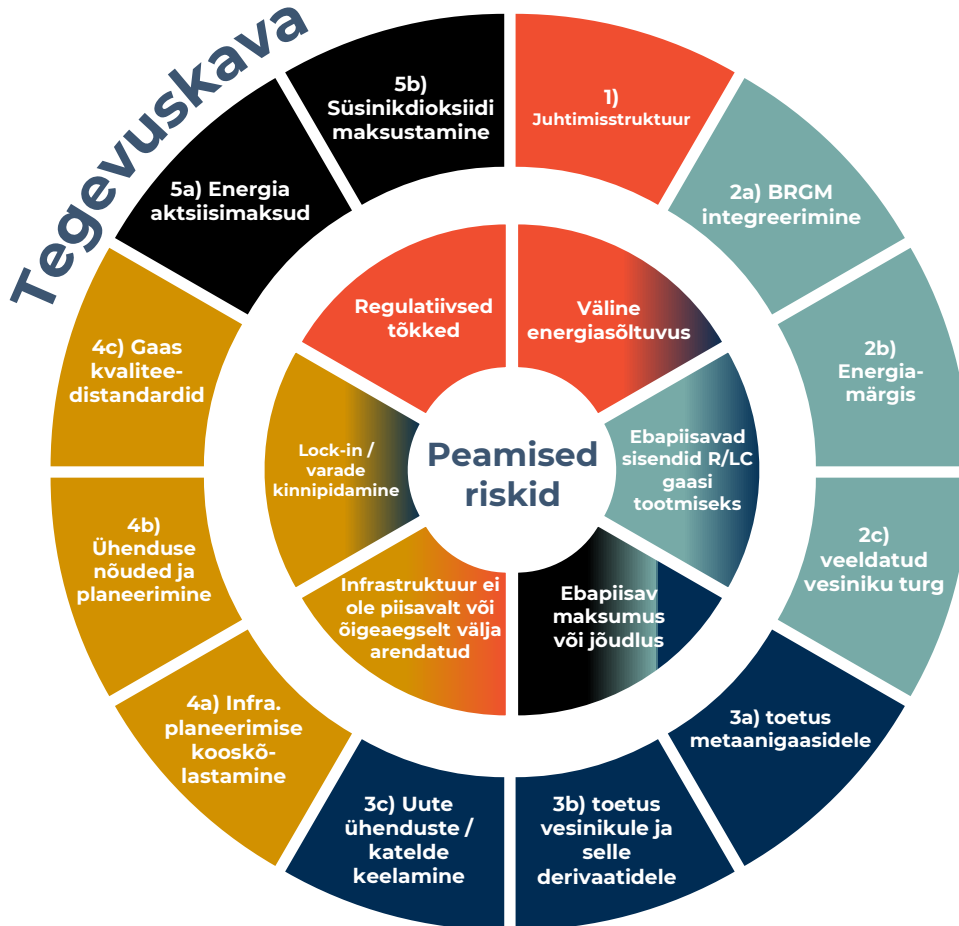 Tegevuskava
1)
Juhtimisstruktuur
2a) BRGM
integreerimine
2b)
Energia-
märgis
2c)
veeldatud
vesiniku turg
3a) toetus
metaanigaasidele
3b) toetus
vesinikule ja
selle
derivaatidele
3c) Uute
ühenduste /
katelde
keelamine
4a) Infra.
planeerimise
kooskõ-
lastamine
4b)
Ühenduse
nõuded ja
planeerimine
4c) Gaas
kvalitee-
distandardid
5a) Energia
aktsiisimaksud
5b)
Süsinikdioksiidi
maksustamine
Peamised
riskid
Väline
energiasõltuvus
Ebapiisavad
sisendid R/LC
gaasi
tootmiseks
Ebapiisav
maksumus
või jõudlus
Infrastruktuur ei
ole piisavalt või
õigeaegselt välja
arendatud
Lock-in /
varade
kinnipidamine
Regulatiivsed
tõkked